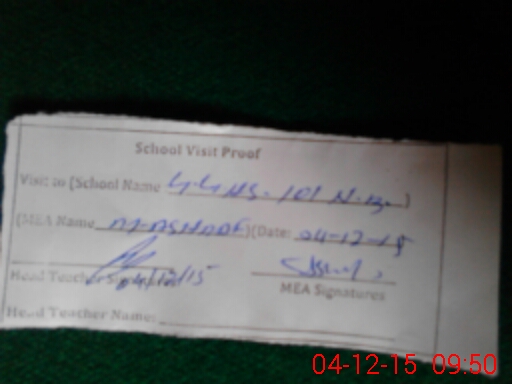 School Visit Proof
Visit to [School Name G.G. 101 N.B. ]
(MEA Name M. ASHRAF)(Date: 04-12-15
04/12/15
Head Teacher MEA Signatures
Head Teacher Name:
04-12-15 09:50